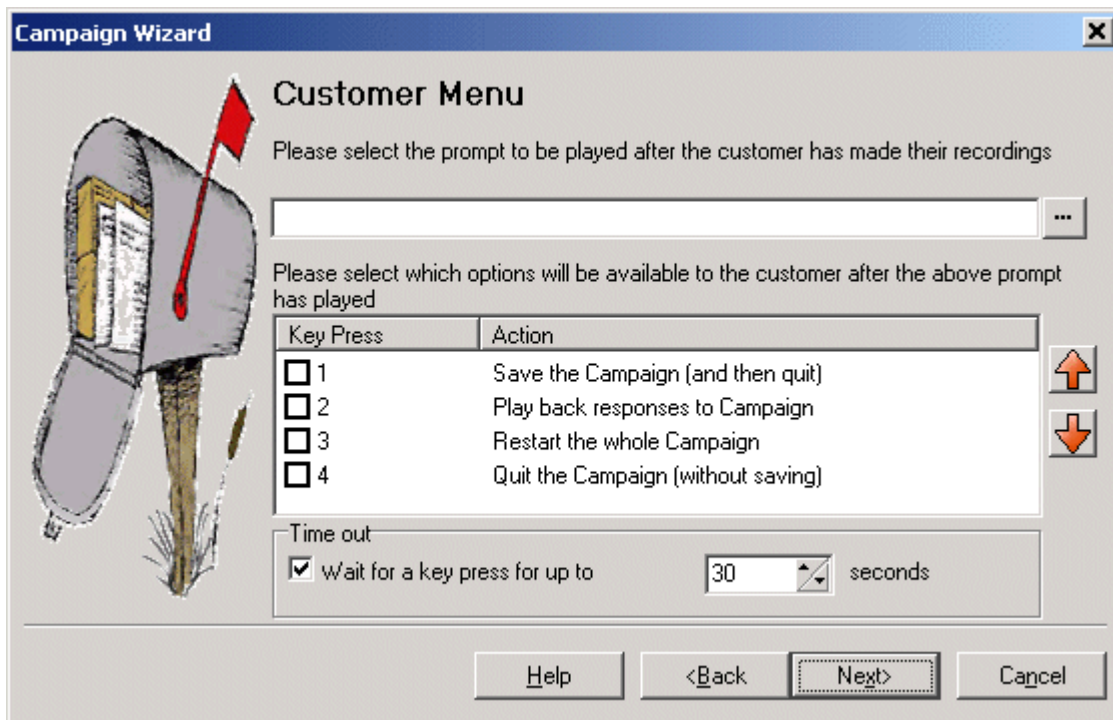 Campaign Wizard
Customer Menu
Please select the prompt to be played after the customer has made their recordings
...
Please select which options will be available to the customer after the above prompt
has played
Key Press Action
1 Save the Campaign (and then quit)
2 Play back responses to Campaign
3 Restart the whole Campaign
4 Quit the Campaign (without saving)
Time out
Wait for a key press for up to 30 seconds
Help <Back Next> Cancel